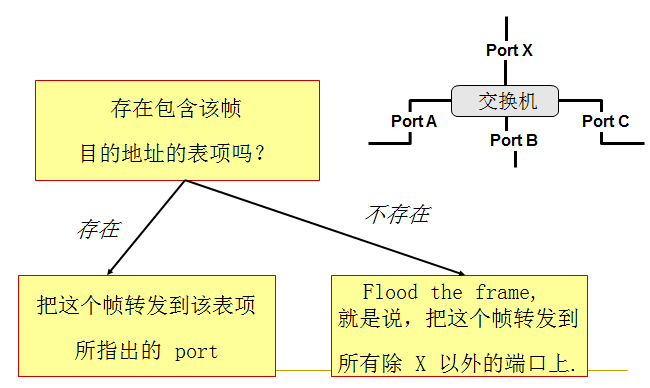 Port X
交换机
Port A
Port C
Port B
存在包含该帧
目的地址的表项吗？
存在
不存在
把这个帧转发到该表项
所指出的 port
Flood the frame,
就是说，把这个帧转发到
所有除 X 以外的端口上.